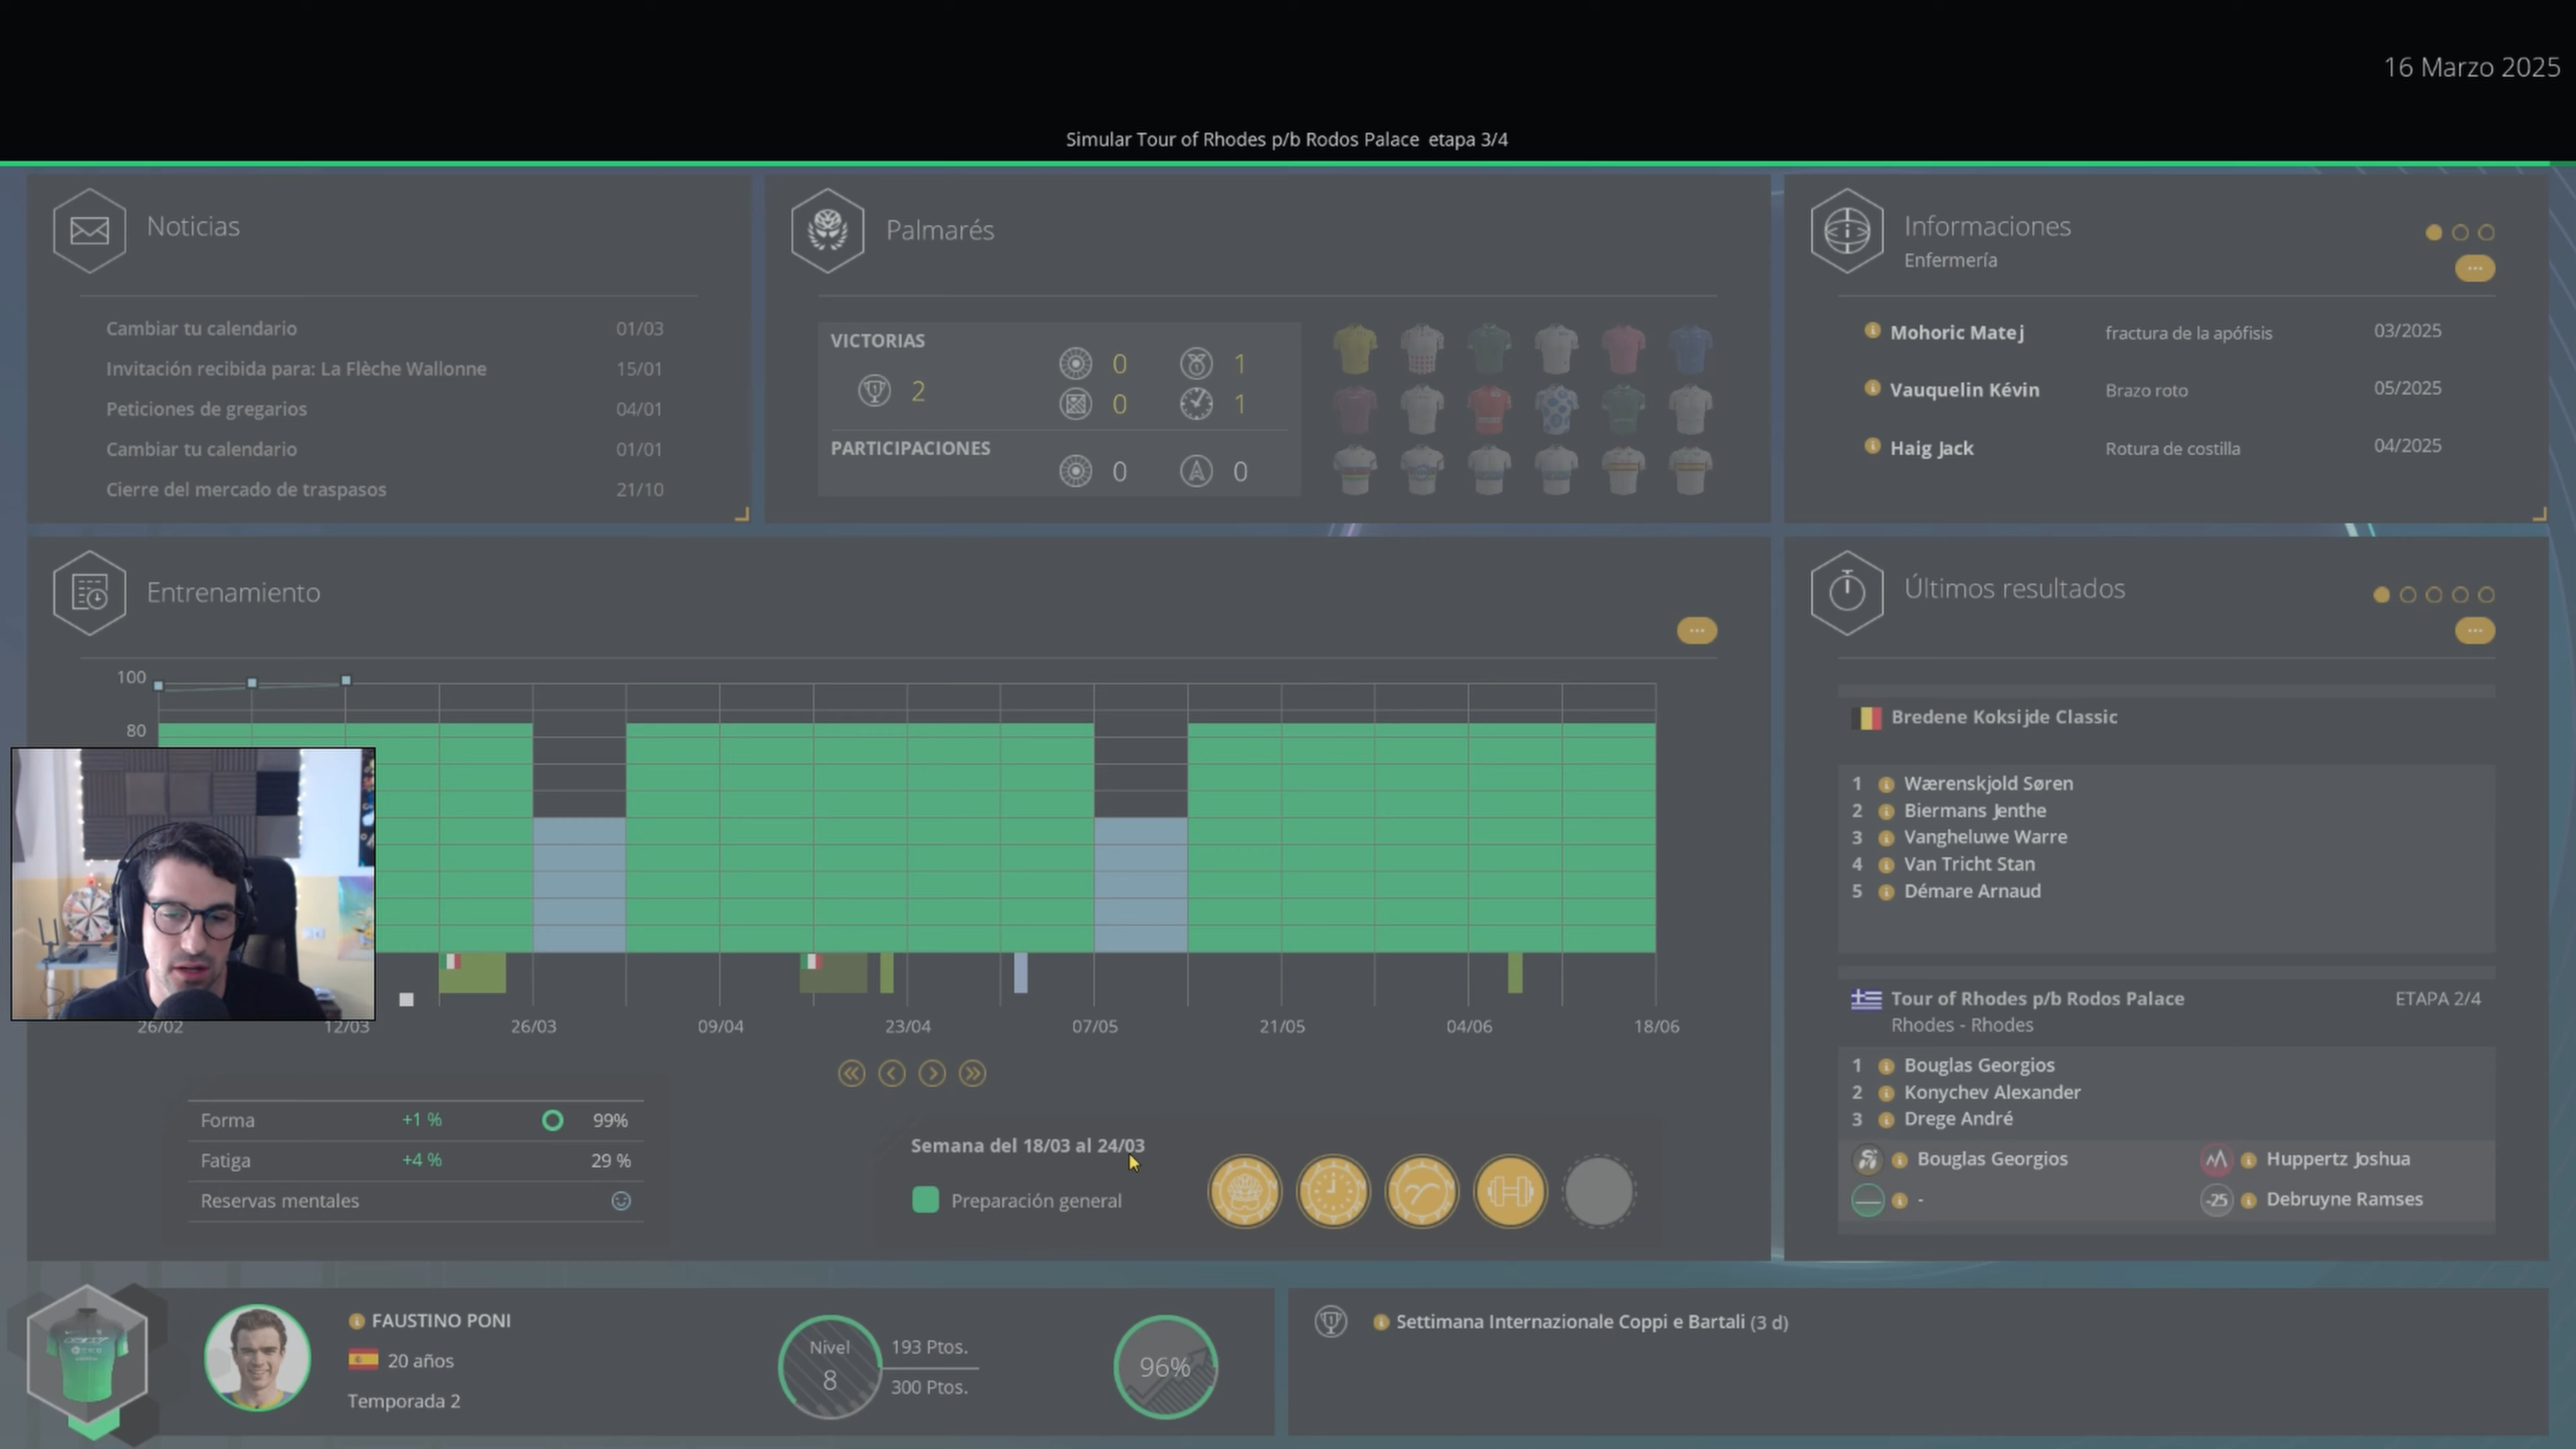 16 Marzo 2025
Simular Tour of Rhodes p/b Rodos Palace etapa 3/4
Noticias
Cambiar tu calendario 01/03
Invitación recibida para: La Flèche Wallonne 15/01
Peticiones de gregarios 04/01
Cambiar tu calendario 01/01
Cierre del mercado de traspasos 21/10
Palmarés
VICTORIAS
2
0 1
0 1
PARTICIPACIONES
0 0
Informaciones
Enfermería
Mohoric Matej fractura de la apófisis 03/2025
Vauquelin Kévin Brazo roto 05/2025
Haig Jack Rotura de costilla 04/2025
Entrenamiento
100
80
26/02 12/03 26/03 09/04 23/04 07/05 21/05 04/06 18/06
Forma +1 % 99%
Fatiga +4 % 29 %
Reservas mentales
Semana del 18/03 al 24/03
Preparación general
Últimos resultados
Bredene Koksijde Classic
1 Wærenskjold Søren
2 Biermans Jenthe
3 Vangheluwe Warre
4 Van Tricht Stan
5 Démare Arnaud
Tour of Rhodes p/b Rodos Palace ETAPA 2/4
Rhodes - Rhodes
1 Bouglas Georgios
2 Konychev Alexander
3 Drege André
Bouglas Georgios Huppertz Joshua
- -25 Debruyne Ramses
FAUSTINO PONI
20 años
Temporada 2
Nivel
8
193 Ptos.
300 Ptos.
96%
Settimana Internazionale Coppi e Bartali (3 d)